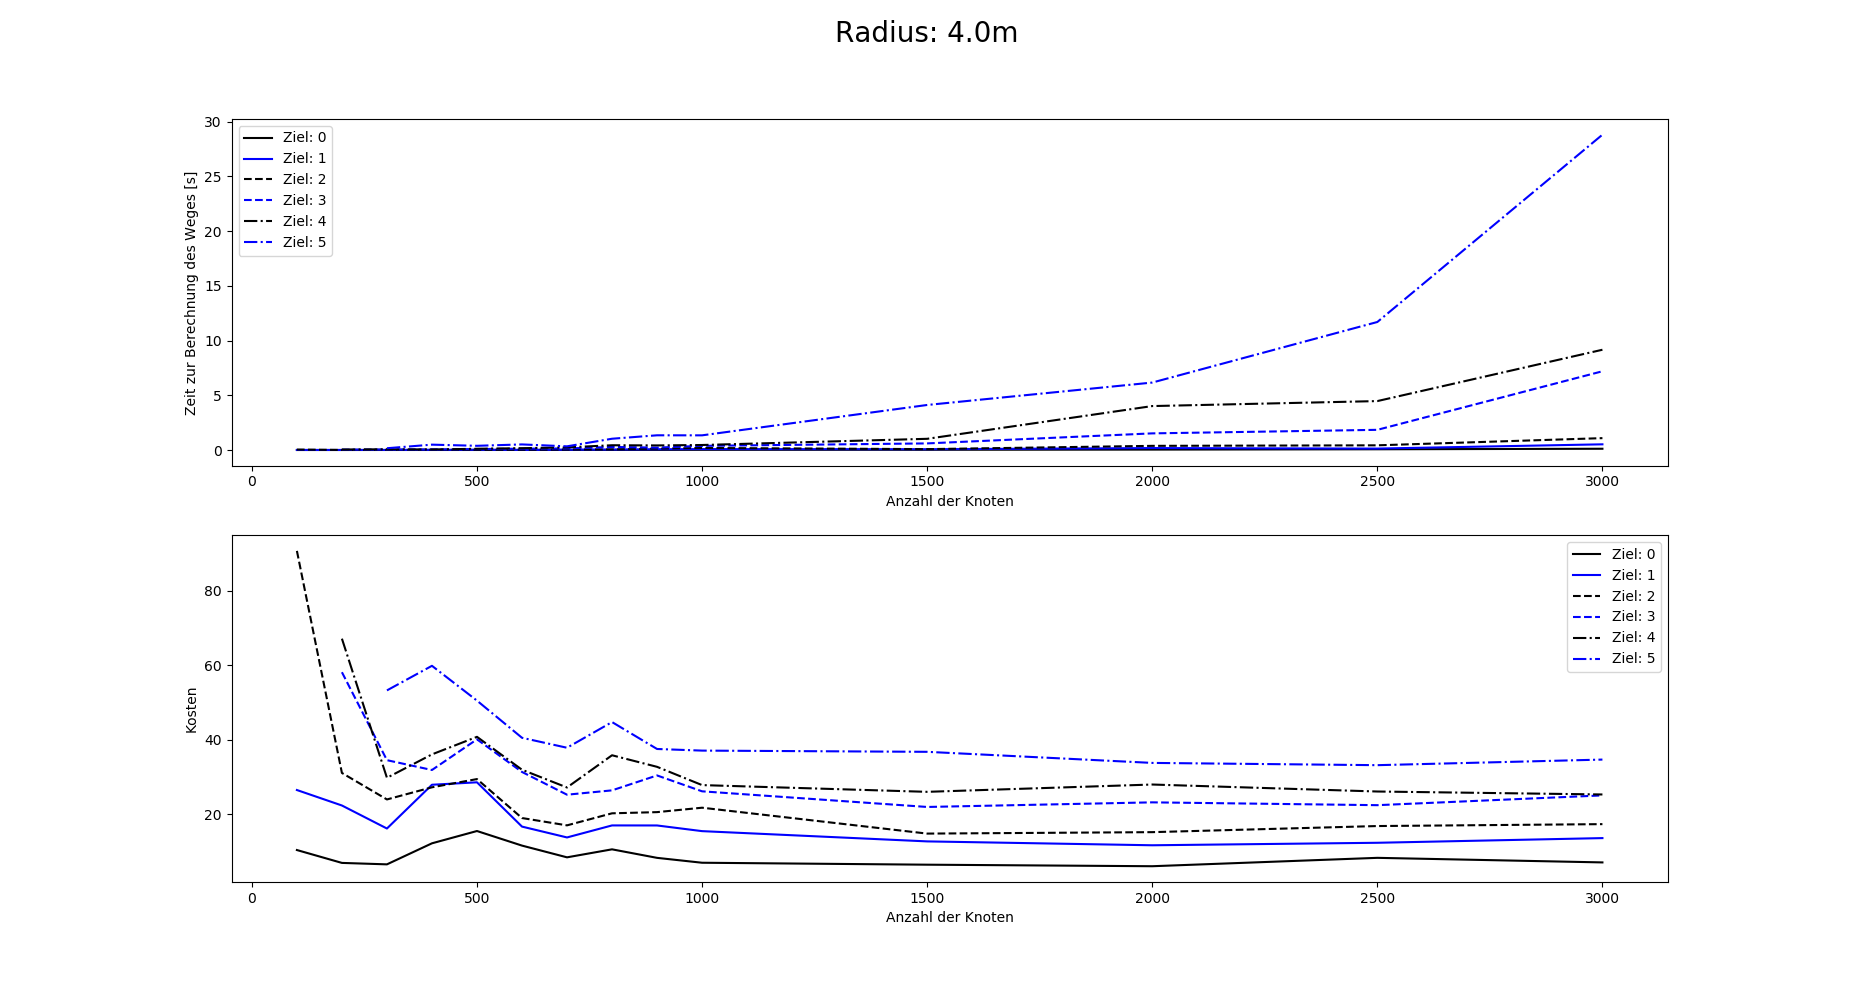 Radius: 4.0m
30
25
20
15
10
5
0
Zeit zur Berechnung des Weges [s]
Ziel: 0
Ziel: 1
Ziel: 2
Ziel: 3
Ziel: 4
Ziel: 5
0 500 1000 1500 2000 2500 3000
Anzahl der Knoten
80
60
40
20
Kosten
Ziel: 0
Ziel: 1
Ziel: 2
Ziel: 3
Ziel: 4
Ziel: 5
0 500 1000 1500 2000 2500 3000
Anzahl der Knoten